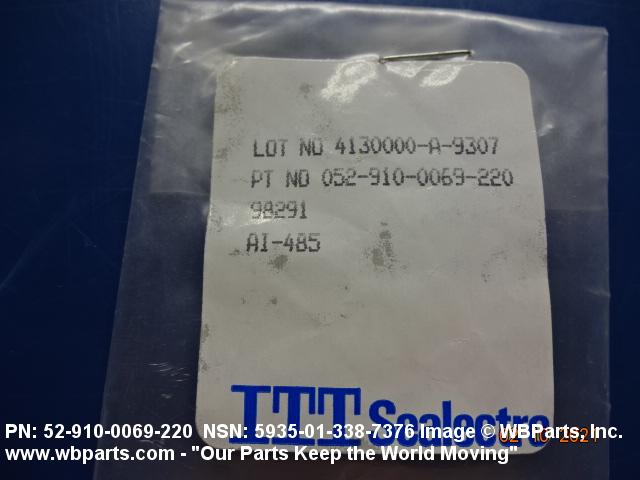 LOT NO 4130000-A-9307
PT NO 052-910-0069-220
98291
AI-485
ITT Sealectro
PN: 52-910-0069-220 NSN: 5935-01-338-7376 Image © WBParts, Inc.
www.wbparts.com - "Our Parts Keep the World Moving"